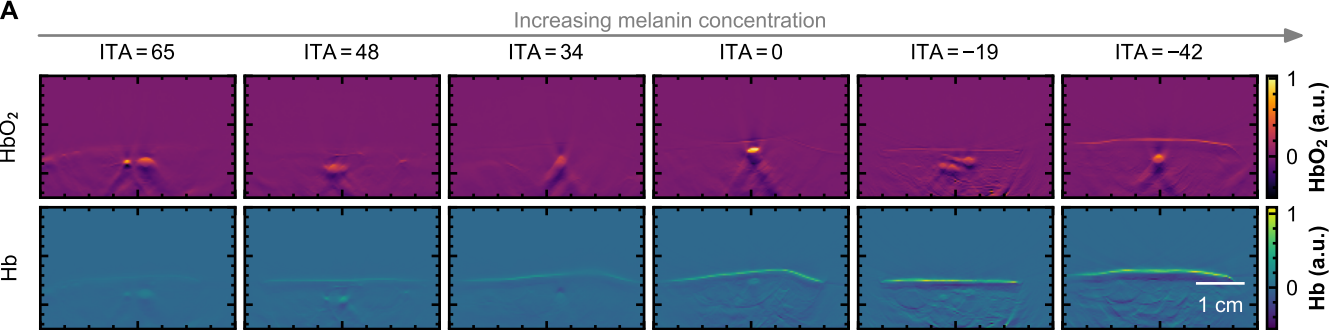 A
Increasing melanin concentration
ITA = 65 ITA = 48 ITA = 34 ITA = 0 ITA = −19 ITA = −42
HbO₂
1
0
HbO₂ (a.u.)
Hb
1
0
Hb (a.u.)
1 cm